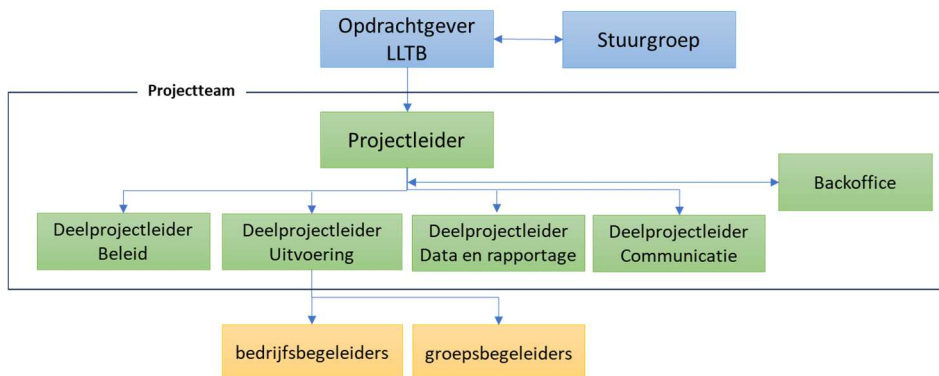 Opdrachtgever
LLTB
Stuurgroep
Projectteam
Projectleider
Backoffice
Deelprojectleider
Beleid
Deelprojectleider
Uitvoering
Deelprojectleider
Data en rapportage
Deelprojectleider
Communicatie
bedrijfsbegeleiders
groepsbegeleiders